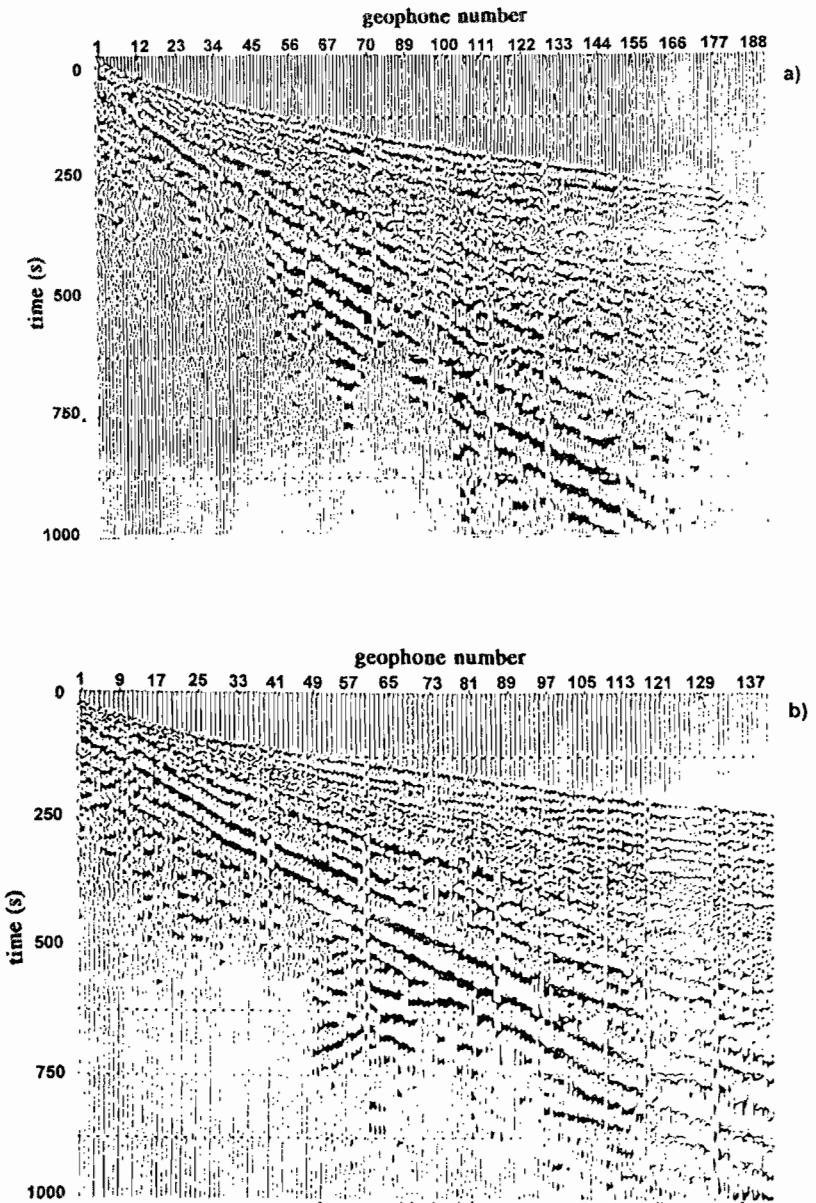 geophone number
1 12 23 34 45 56 67 70 89 100 111 122 133 144 155 166 177 188
a)
0
250
500
750
1000
time (s)
geophone number
1 9 17 25 33 41 49 57 65 73 81 89 97 105 113 121 129 137
b)
0
250
500
750
1000
time (s)